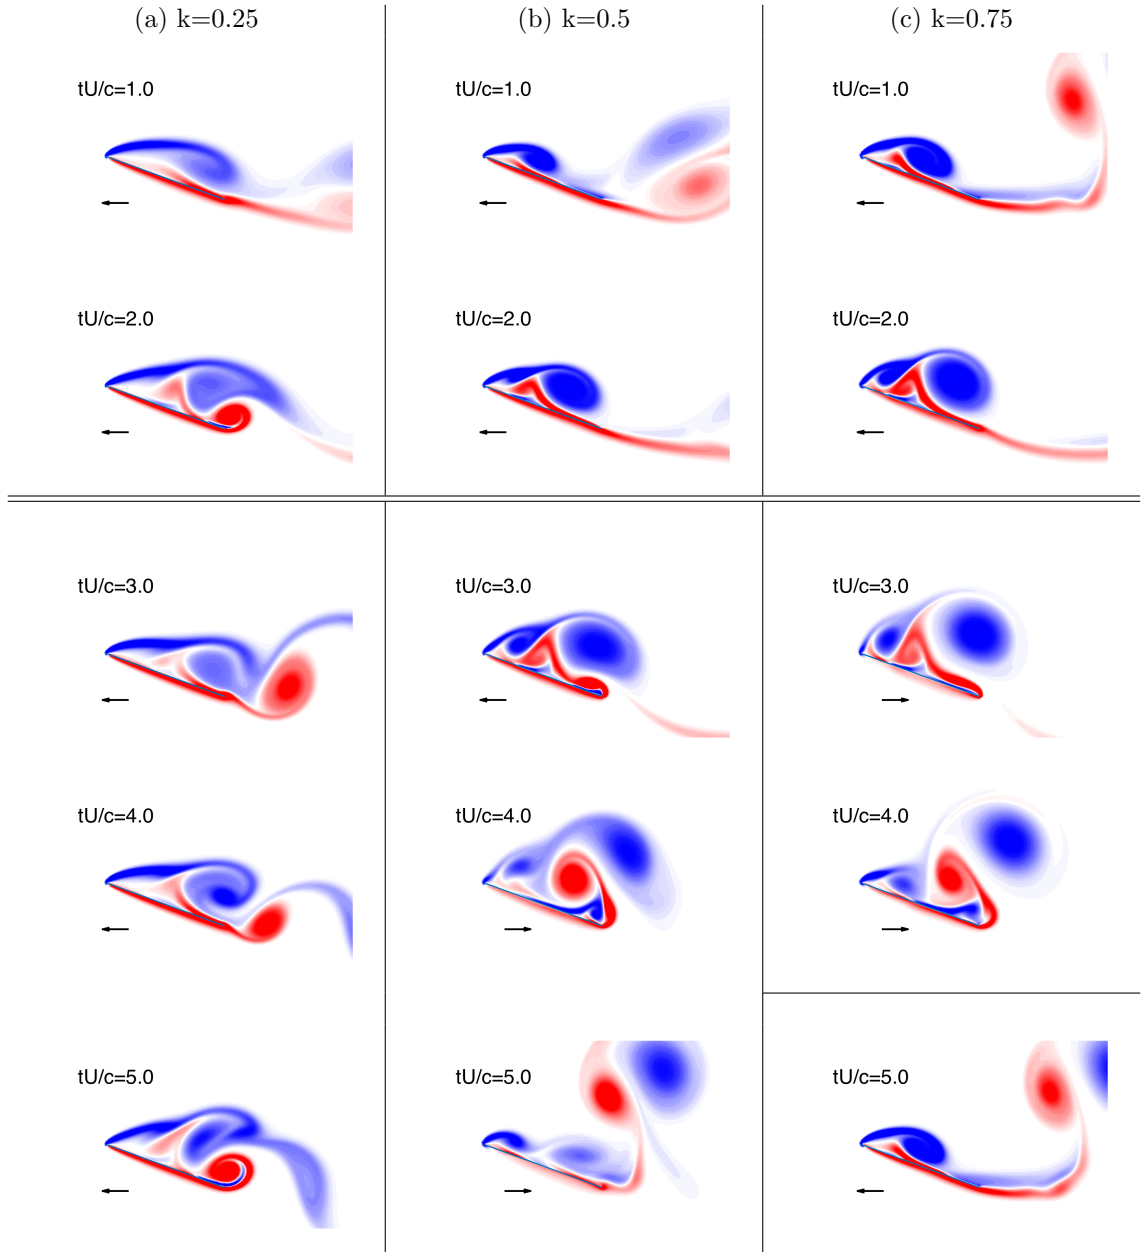 (a) k=0.25 (b) k=0.5 (c) k=0.75
tU/c=1.0 tU/c=1.0 tU/c=1.0
tU/c=2.0 tU/c=2.0 tU/c=2.0
tU/c=3.0 tU/c=3.0 tU/c=3.0
tU/c=4.0 tU/c=4.0 tU/c=4.0
tU/c=5.0 tU/c=5.0 tU/c=5.0